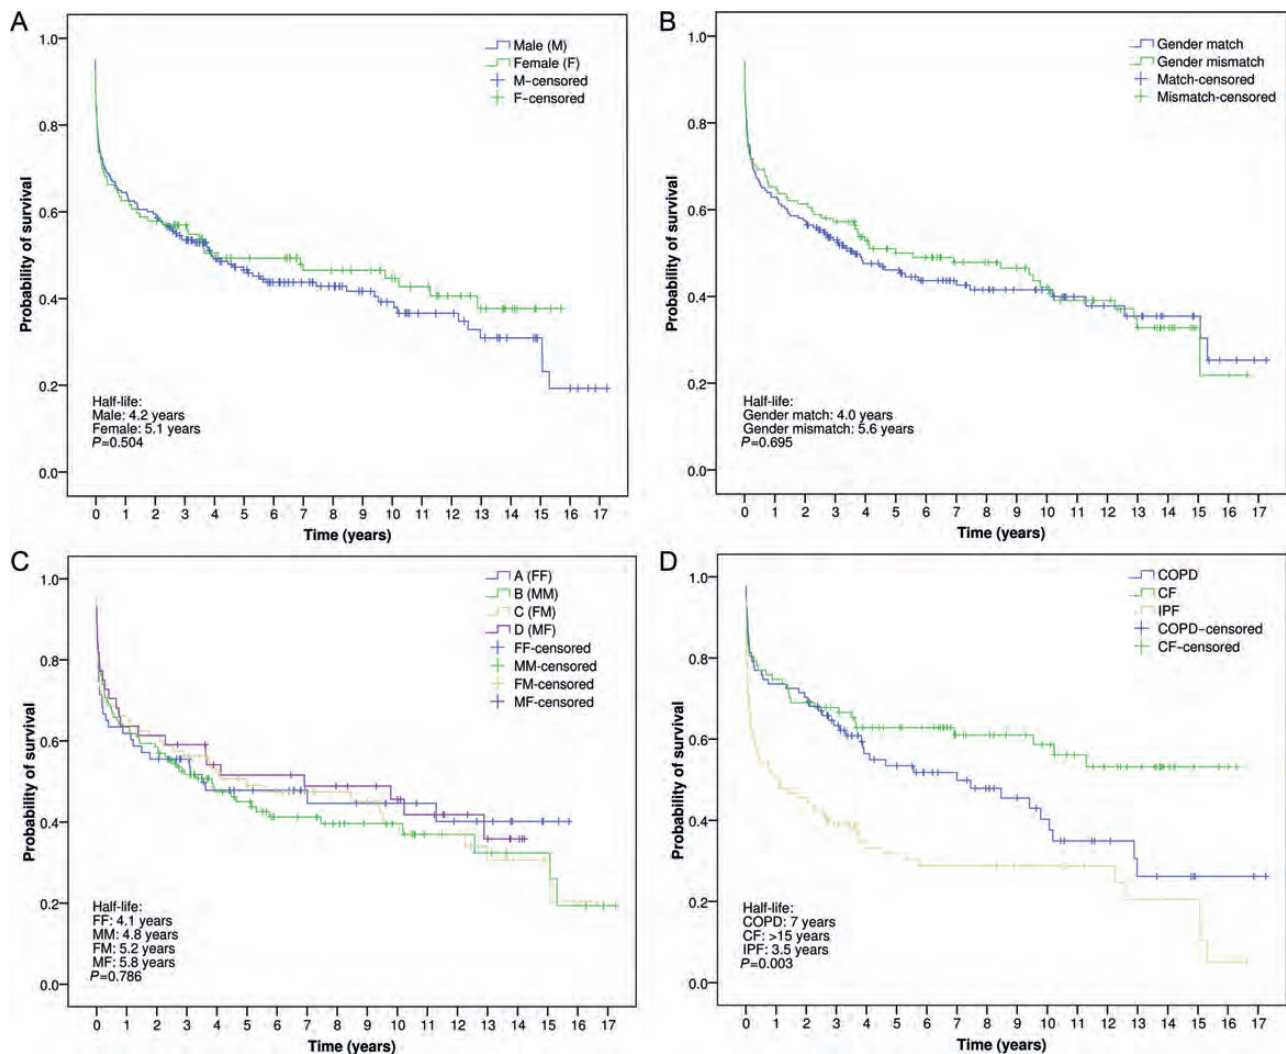 A
1.0
0.8
0.6
0.4
0.2
0.0
Probability of survival
Male (M)
Female (F)
M-censored
F-censored
Half-life:
Male: 4.2 years
Female: 5.1 years
P=0.504
0 1 2 3 4 5 6 7 8 9 10 11 12 13 14 15 16 17
Time (years)
B
1.0
0.8
0.6
0.4
0.2
0.0
Probability of survival
Gender match
Gender mismatch
Match-censored
Mismatch-censored
Half-life:
Gender match: 4.0 years
Gender mismatch: 5.6 years
P=0.695
0 1 2 3 4 5 6 7 8 9 10 11 12 13 14 15 16 17
Time (years)
C
1.0
0.8
0.6
0.4
0.2
0.0
Probability of survival
A (FF)
B (MM)
C (FM)
D (MF)
FF-censored
MM-censored
FM-censored
MF-censored
Half-life:
FF: 4.1 years
MM: 4.8 years
FM: 5.2 years
MF: 5.8 years
P=0.786
0 1 2 3 4 5 6 7 8 9 10 11 12 13 14 15 16 17
Time (years)
D
1.0
0.8
0.6
0.4
0.2
0.0
Probability of survival
COPD
CF
IPF
COPD-censored
CF-censored
Half-life:
COPD: 7 years
CF: >15 years
IPF: 3.5 years
P=0.003
0 1 2 3 4 5 6 7 8 9 10 11 12 13 14 15 16 17
Time (years)